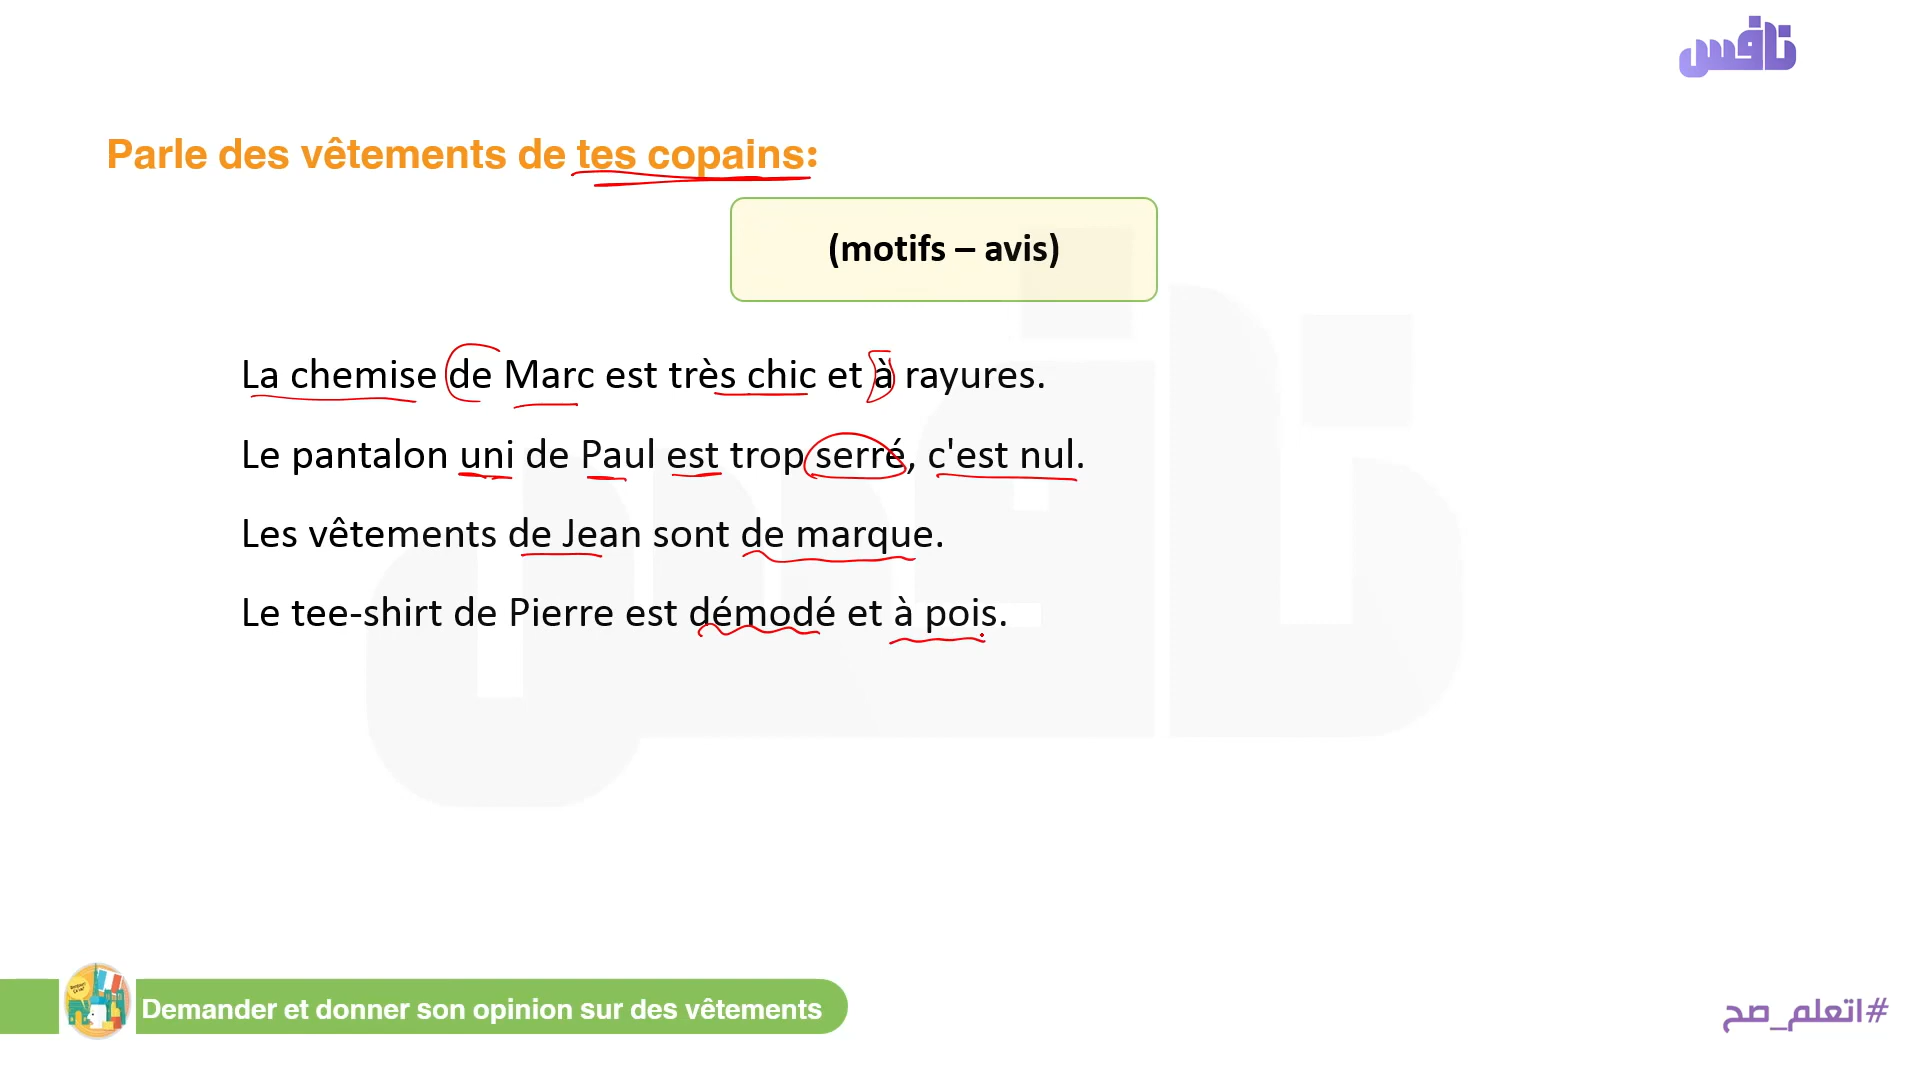 نافس
Parle des vêtements de tes copains:
(motifs – avis)
La chemise de Marc est très chic et à rayures.
Le pantalon uni de Paul est trop serré, c'est nul.
Les vêtements de Jean sont de marque.
Le tee-shirt de Pierre est démodé et à pois.
Demander et donner son opinion sur des vêtements
#اتعلم_صح